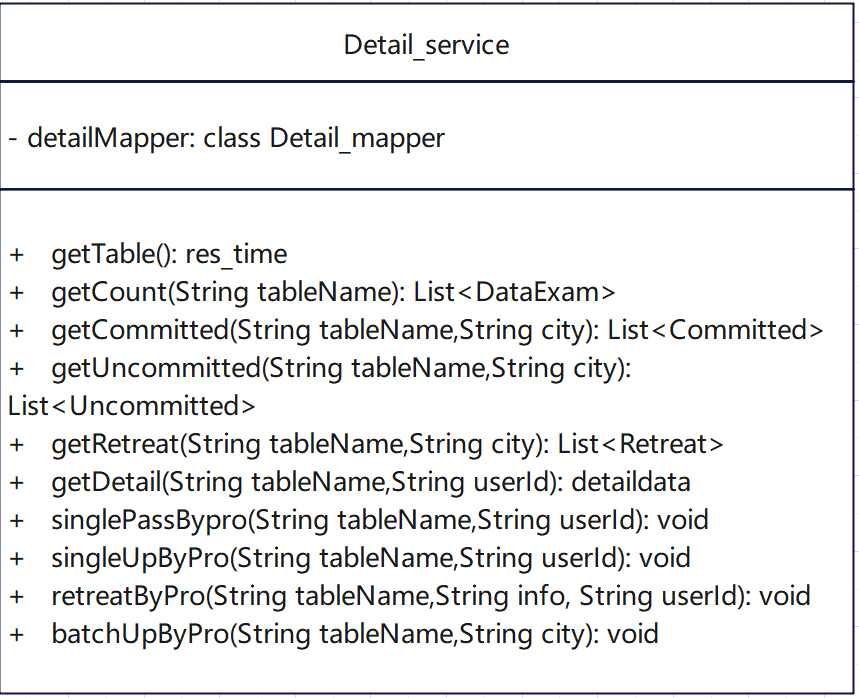 Detail_service
- detailMapper: class Detail_mapper
+ getTable(): res_time
+ getCount(String tableName): List<DataExam>
+ getCommitted(String tableName,String city): List<Committed>
+ getUncommitted(String tableName,String city):
List<Uncommitted>
+ getRetreat(String tableName,String city): List<Retreat>
+ getDetail(String tableName,String userId): detaildata
+ singlePassBypro(String tableName,String userId): void
+ singleUpByPro(String tableName,String userId): void
+ retreatByPro(String tableName,String info, String userId): void
+ batchUpByPro(String tableName,String city): void